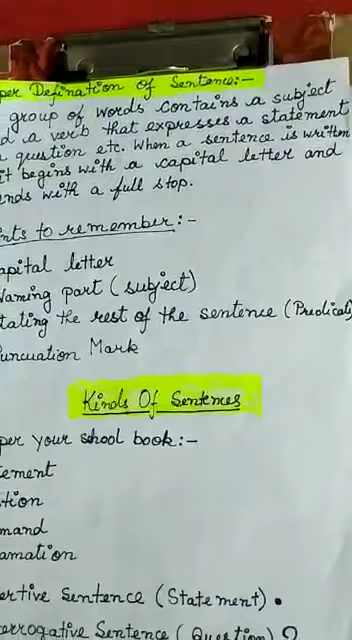 per Defination Of Sentence:-
group of words contains a subject
d a verb that expresses a statement
question etc. When a sentence is written
it begins with a capital letter and
ends with a full stop.
nts to remember:-
apital letter
Naming part (subject)
tating the rest of the sentence (Predicat
uncuation Mark
Kinds Of Sentences
per your school book:-
ement
tion
mand
amation
ertive Sentence (Statement) .
errogative Sentence (Question) ?